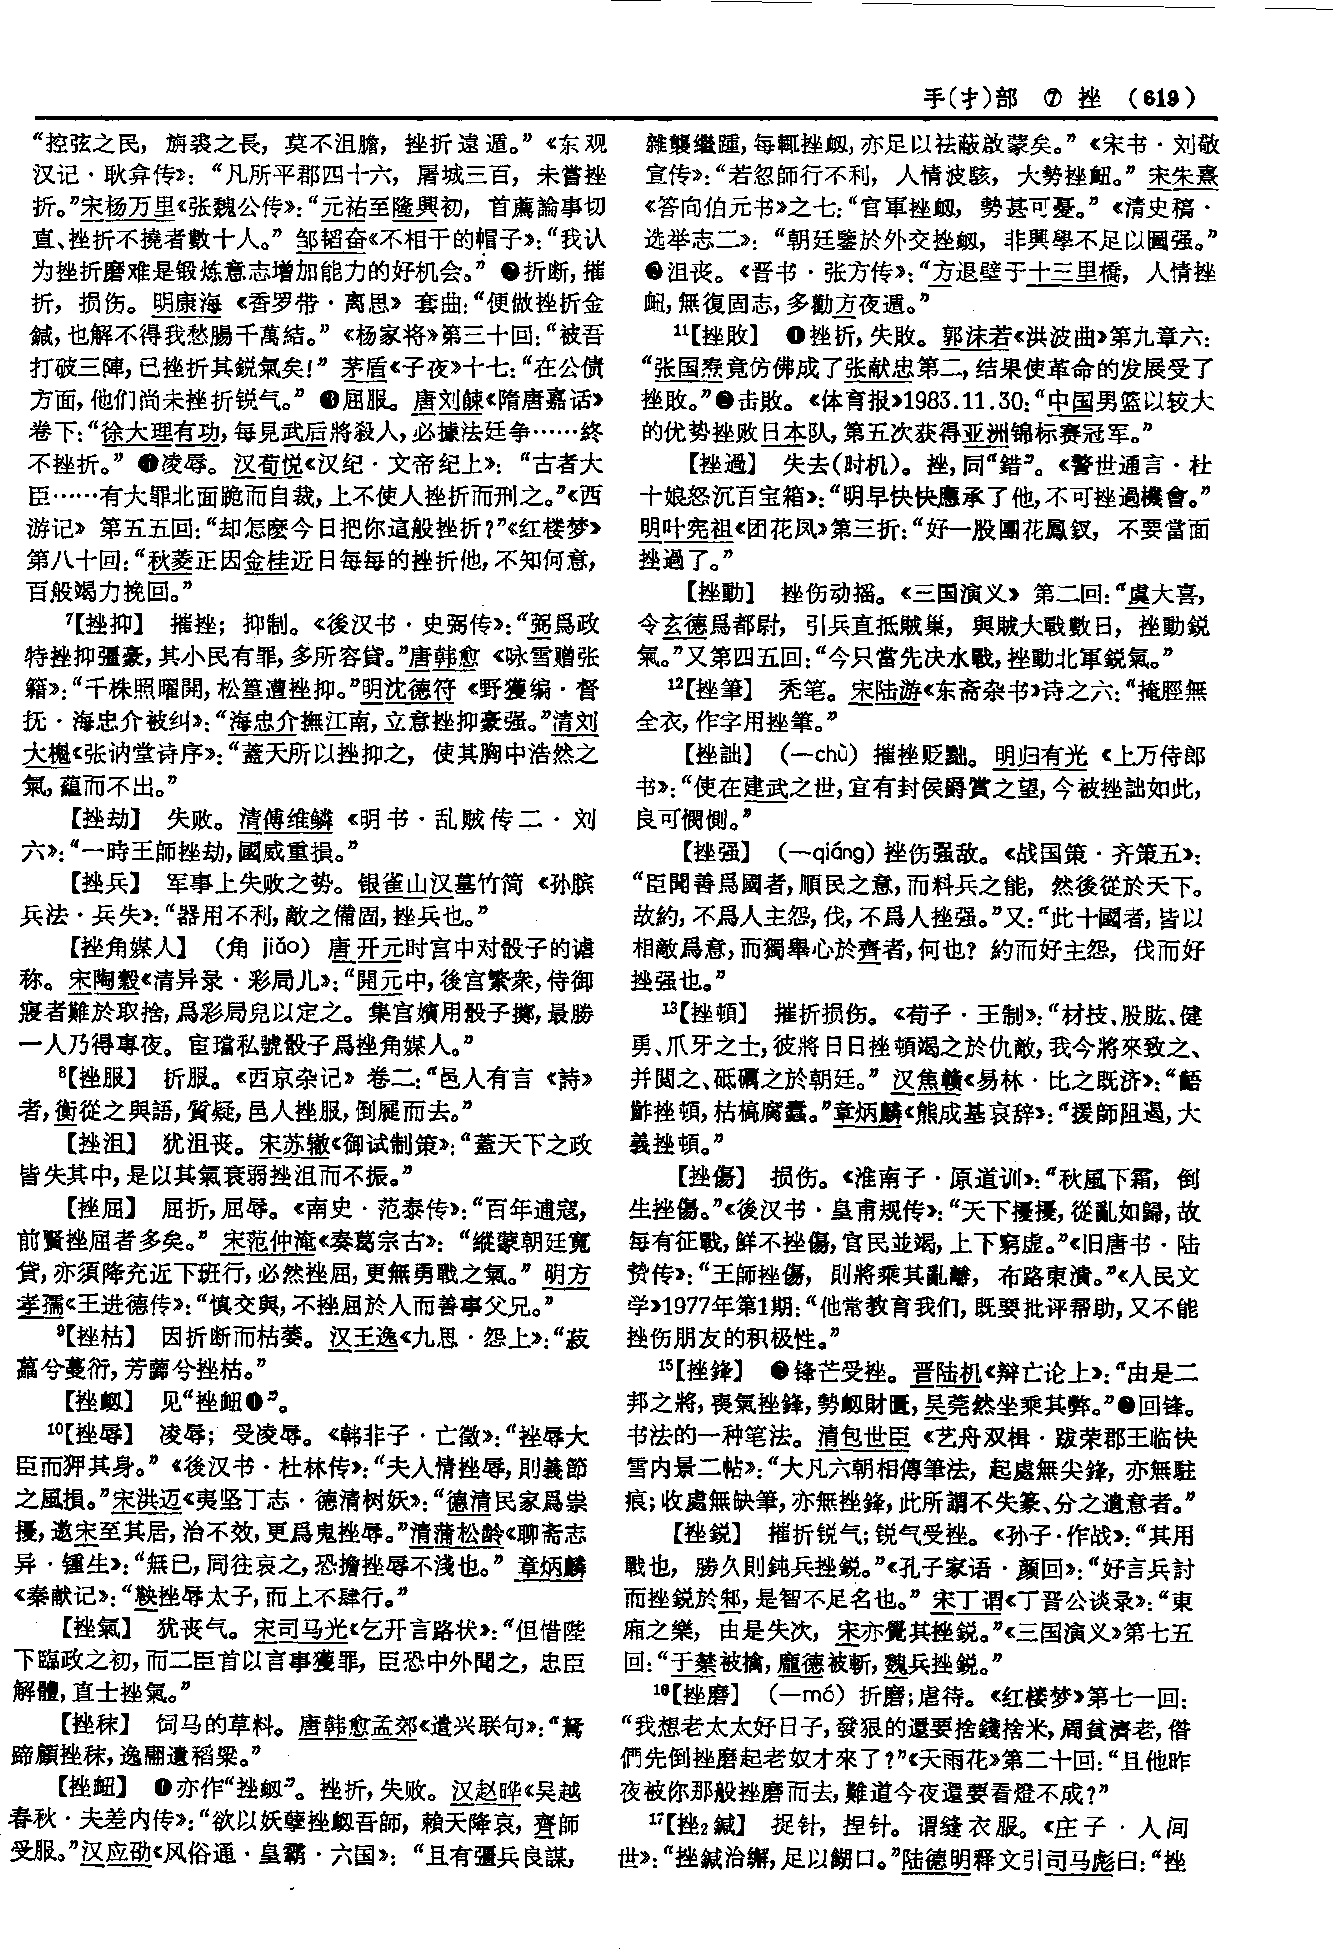 手(扌)部 ⑦ 挫 (619)
“控弦之民，旃裘之長，莫不沮膽，挫折遠遁。”《东观
汉记·耿弇传》：“凡所平郡四十六，屠城三百，未嘗挫
折。”宋杨万里《张魏公传》：“元祐至隆興初，首薦論事切
直、挫折不撓者數十人。”邹韬奋《不相干的帽子》：“我认
为挫折磨难是锻炼意志增加能力的好机会。”❷折断，摧
折，损伤。明康海《香罗带·离思》套曲：“便做挫折金
鍼，也解不得我愁腸千萬結。”《杨家将》第三十回：“被吾
打破三陣，已挫折其鋭氣矣！”茅盾《子夜》十七：“在公债
方面，他们尚未挫折锐气。”❸屈服。唐刘餗《隋唐嘉话》
卷下：“徐大理有功，每見武后將殺人，必據法廷争……終
不挫折。”❹凌辱。汉荀悦《汉纪·文帝纪上》：“古者大
臣……有大罪北面跪而自裁，上不使人挫折而刑之。”《西
游记》第五五回：“却怎麽今日把你這般挫折？”《红楼梦》
第八十回：“秋菱正因金桂近日每每的挫折他，不知何意，
百般竭力挽回。”
7【挫抑】 摧挫；抑制。《後汉书·史弼传》：“弼爲政
特挫抑彊豪，其小民有罪，多所容貸。”唐韩愈《咏雪赠张
籍》：“千株照曜開，松篁遭挫抑。”明沈德符《野獲编·督
抚·海忠介被纠》：“海忠介撫江南，立意挫抑豪强。”清刘
大櫆《张讷堂诗序》：“蓋天所以挫抑之，使其胸中浩然之
氣，蕴而不出。”
【挫劫】 失败。清傅维鳞《明书·乱贼传二·刘
六》：“一時王師挫劫，國威重損。”
【挫兵】 军事上失败之势。银雀山汉墓竹简《孙膑
兵法·兵失》：“器用不利，敵之備固，挫兵也。”
【挫角媒人】 (角 jiǎo) 唐开元时宫中对骰子的谑
称。宋陶穀《清异录·彩局儿》：“開元中，後宫繁衆，侍御
寢者難於取捨，爲彩局兒以定之。集宫嬪用骰子擲，最勝
一人乃得專夜。宦璫私號骰子爲挫角媒人。”
8【挫服】 折服。《西京杂记》卷二：“邑人有言《詩》
者，衡從之與語，質疑，邑人挫服，倒屣而去。”
【挫沮】 犹沮丧。宋苏辙《御试制策》：“蓋天下之政
皆失其中，是以其氣衰弱挫沮而不振。”
【挫屈】 屈折，屈辱。《南史·范泰传》：“百年逋寇，
前賢挫屈者多矣。”宋范仲淹《奏葛宗古》：“縱蒙朝廷寬
貸，亦須降充近下班行，必然挫屈，更無勇戰之氣。”明方
孝孺《王进德传》：“慎交與，不挫屈於人而善事父兄。”
9【挫枯】 因折断而枯萎。汉王逸《九思·怨上》：“菽
藟兮蔓衍，芳虈兮挫枯。”
【挫衂】 见“挫衄❶”。
10【挫辱】 凌辱；受凌辱。《韩非子·亡徵》：“挫辱大
臣而狎其身。”《後汉书·杜林传》：“夫人情挫辱，則義節
之風損。”宋洪迈《夷坚丁志·德清树妖》：“德清民家爲祟
擾，邀宋至其居，治不效，更爲鬼挫辱。”清蒲松龄《聊斋志
异·锺生》：“無已，同往哀之，恐擔挫辱不淺也。”章炳麟
《秦献记》：“鞅挫辱太子，而上不肆行。”
【挫氣】 犹丧气。宋司马光《乞开言路状》：“但借陛
下臨政之初，而二臣首以言事獲罪，臣恐中外聞之，忠臣
解體，直士挫氣。”
【挫秣】 饲马的草料。唐韩愈孟郊《遣兴联句》：“駑
蹄顧挫秣，逸翮遺稻粱。”
【挫衄】 ❶亦作“挫衂”。挫折，失败。汉赵晔《吴越
春秋·夫差内传》：“欲以妖孽挫衂吾師，賴天降哀，齊師
受服。”汉应劭《风俗通·皇霸·六国》：“且有彊兵良謀，
雜襲繼踵，每輒挫衂，亦足以祛蔽啟蒙矣。”《宋书·刘敬
宣传》：“若忽師行不利，人情波駭，大勢挫衄。”宋朱熹
《答向伯元书》之七：“官軍挫衂，勢甚可憂。”《清史稿·
选举志二》：“朝廷鑒於外交挫衂，非興學不足以圖强。”
❷沮丧。《晋书·张方传》：“方退壁于十三里橋，人情挫
衄，無復固志，多勸方夜遁。”
11【挫敗】 ❶挫折，失敗。郭沫若《洪波曲》第九章六：
“张国焘竟仿佛成了张献忠第二，结果使革命的发展受了
挫敗。”❷击敗。《体育报》1983.11.30：“中国男篮以较大
的优势挫敗日本队，第五次获得亚洲锦标赛冠军。”
【挫過】 失去(时机)。挫，同“錯”。《警世通言·杜
十娘怒沉百宝箱》：“明早快快應承了他，不可挫過機會。”
明叶宪祖《团花凤》第三折：“好一股團花鳳釵，不要當面
挫過了。”
【挫動】 挫伤动摇。《三国演义》第二回：“虞大喜，
令玄德爲都尉，引兵直抵賊巢，與賊大戰數日，挫動鋭
氣。”又第四五回：“今只當先决水戰，挫動北軍鋭氣。”
12【挫筆】 秃笔。宋陆游《东斋杂书》诗之六：“掩脛無
全衣，作字用挫筆。”
【挫詘】 (—chù) 摧挫贬黜。明归有光《上万侍郎
书》：“使在建武之世，宜有封侯爵賞之望，今被挫詘如此，
良可憫惻。”
【挫强】 (—qiáng) 挫伤强敌。《战国策·齐策五》：
“臣聞善爲國者，順民之意，而料兵之能，然後從於天下。
故約，不爲人主怨，伐，不爲人挫强。”又：“此十國者，皆以
相敵爲意，而獨舉心於齊者，何也？約而好主怨，伐而好
挫强也。”
13【挫頓】 摧折损伤。《荀子·王制》：“材技、股肱、健
勇、爪牙之士，彼將日日挫頓竭之於仇敵，我今將來致之、
并閲之、砥礪之於朝廷。”汉焦赣《易林·比之既济》：“鋙
齚挫頓，枯槁腐蠹。”章炳麟《熊成基哀辞》：“援師阻遏，大
義挫頓。”
【挫傷】 损伤。《淮南子·原道训》：“秋風下霜，倒
生挫傷。”《後汉书·皇甫规传》：“天下擾擾，從亂如歸，故
每有征戰，鮮不挫傷，官民並竭，上下窮虚。”《旧唐书·陆
贽传》：“王師挫傷，則將乘其亂離，布路東潰。”《人民文
学》1977年第1期：“他常教育我们，既要批评帮助，又不能
挫伤朋友的积极性。”
15【挫鋒】 ❶锋芒受挫。晋陆机《辩亡论上》：“由是二
邦之將，喪氣挫鋒，勢衂財匱，吴莞然坐乘其弊。”❷回锋。
书法的一种笔法。清包世臣《艺舟双楫·跋荣郡王临快
雪内景二帖》：“大凡六朝相傳筆法，起處無尖鋒，亦無駐
痕；收處無缺筆，亦無挫鋒，此所謂不失篆、分之遺意者。”
【挫鋭】 摧折锐气；锐气受挫。《孙子·作战》：“其用
戰也，勝久則鈍兵挫鋭。”《孔子家语·颜回》：“好言兵討
而挫鋭於邾，是智不足名也。”宋丁谓《丁晋公谈录》：“東
廂之樂，由是失次，宋亦覺其挫鋭。”《三国演义》第七五
回：“于禁被擒，龐德被斬，魏兵挫鋭。”
16【挫磨】 (—mó) 折磨；虐待。《红楼梦》第七一回：
“我想老太太好日子，發狠的還要捨錢捨米，周貧濟老，偺
們先倒挫磨起老奴才來了？”《天雨花》第二十回：“且他昨
夜被你那般挫磨而去，難道今夜還要看燈不成？”
17【挫₂鍼】 捉针，捏针。谓缝衣服。《庄子·人间
世》：“挫鍼治繲，足以餬口。”陆德明释文引司马彪曰：“挫